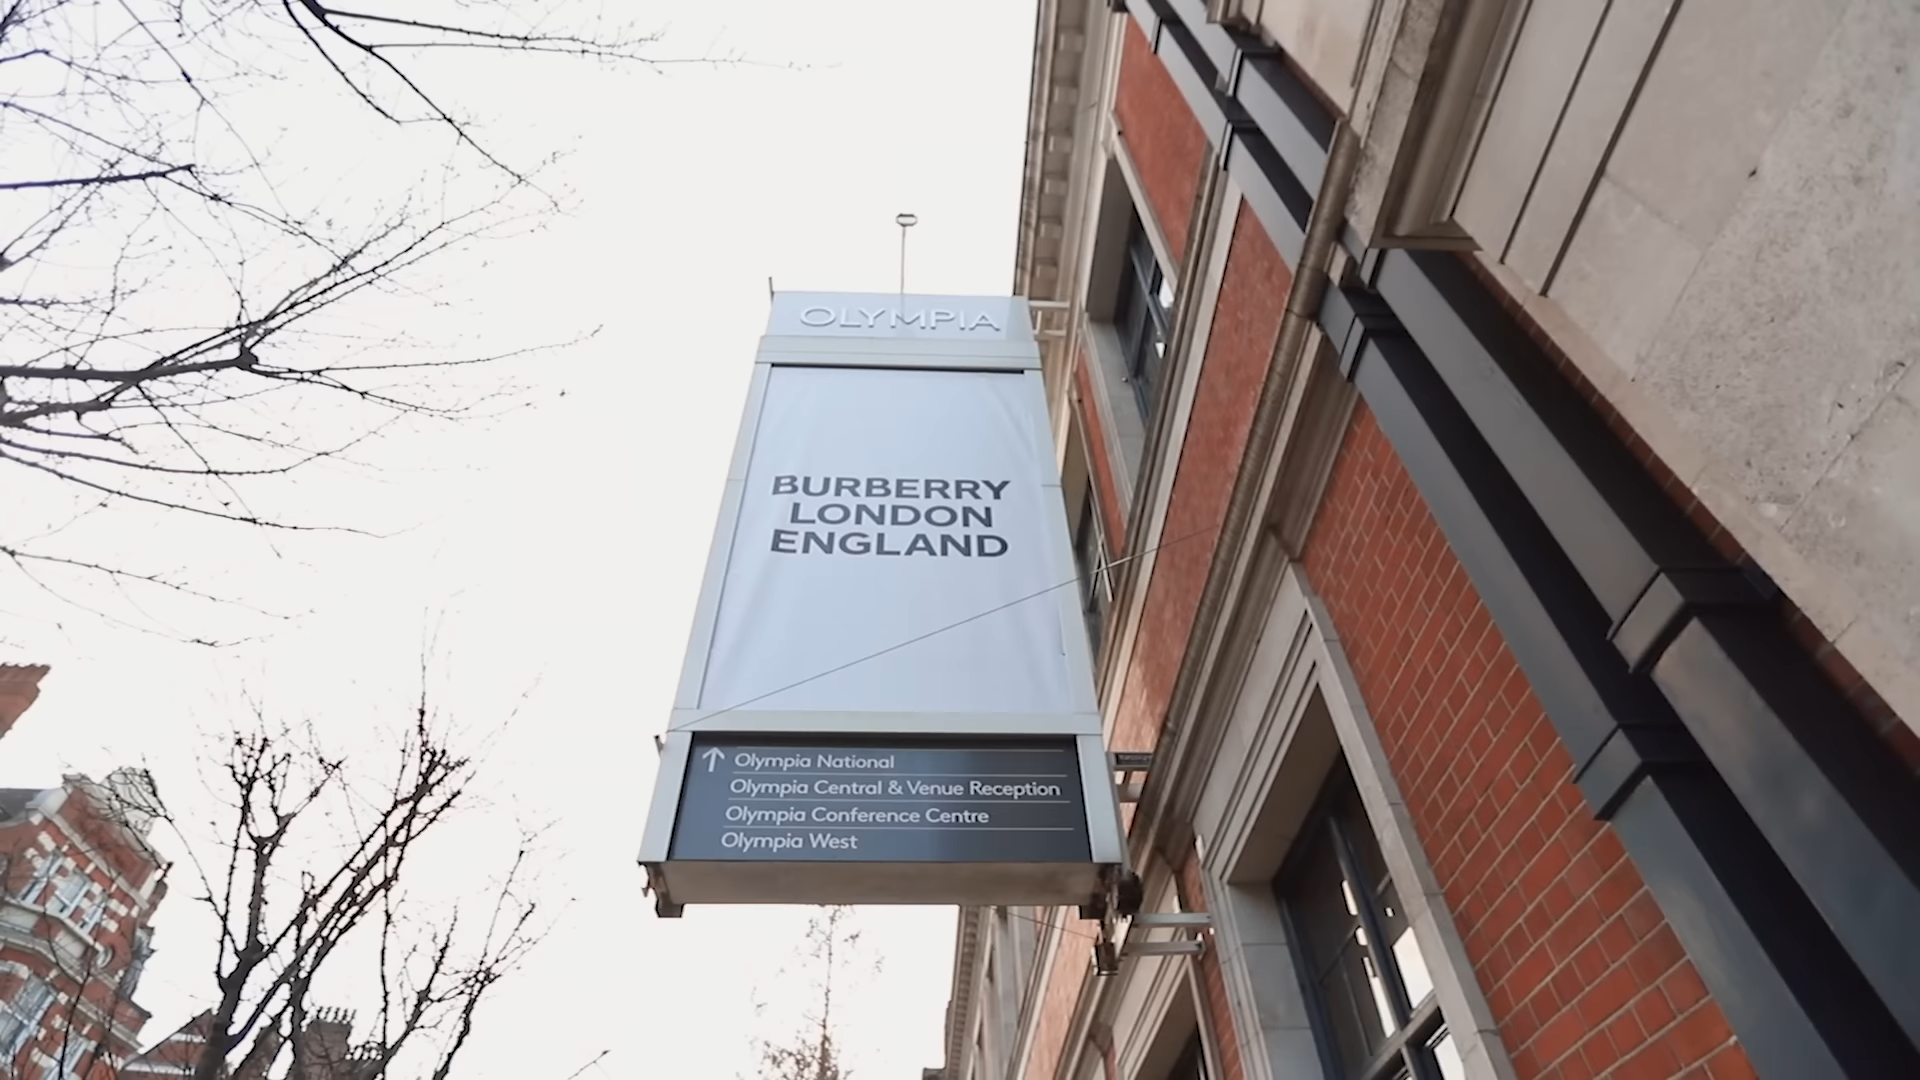 OLYMPIA
BURBERRY
LONDON
ENGLAND
Olympia National
Olympia Central & Venue Reception
Olympia Conference Centre
Olympia West